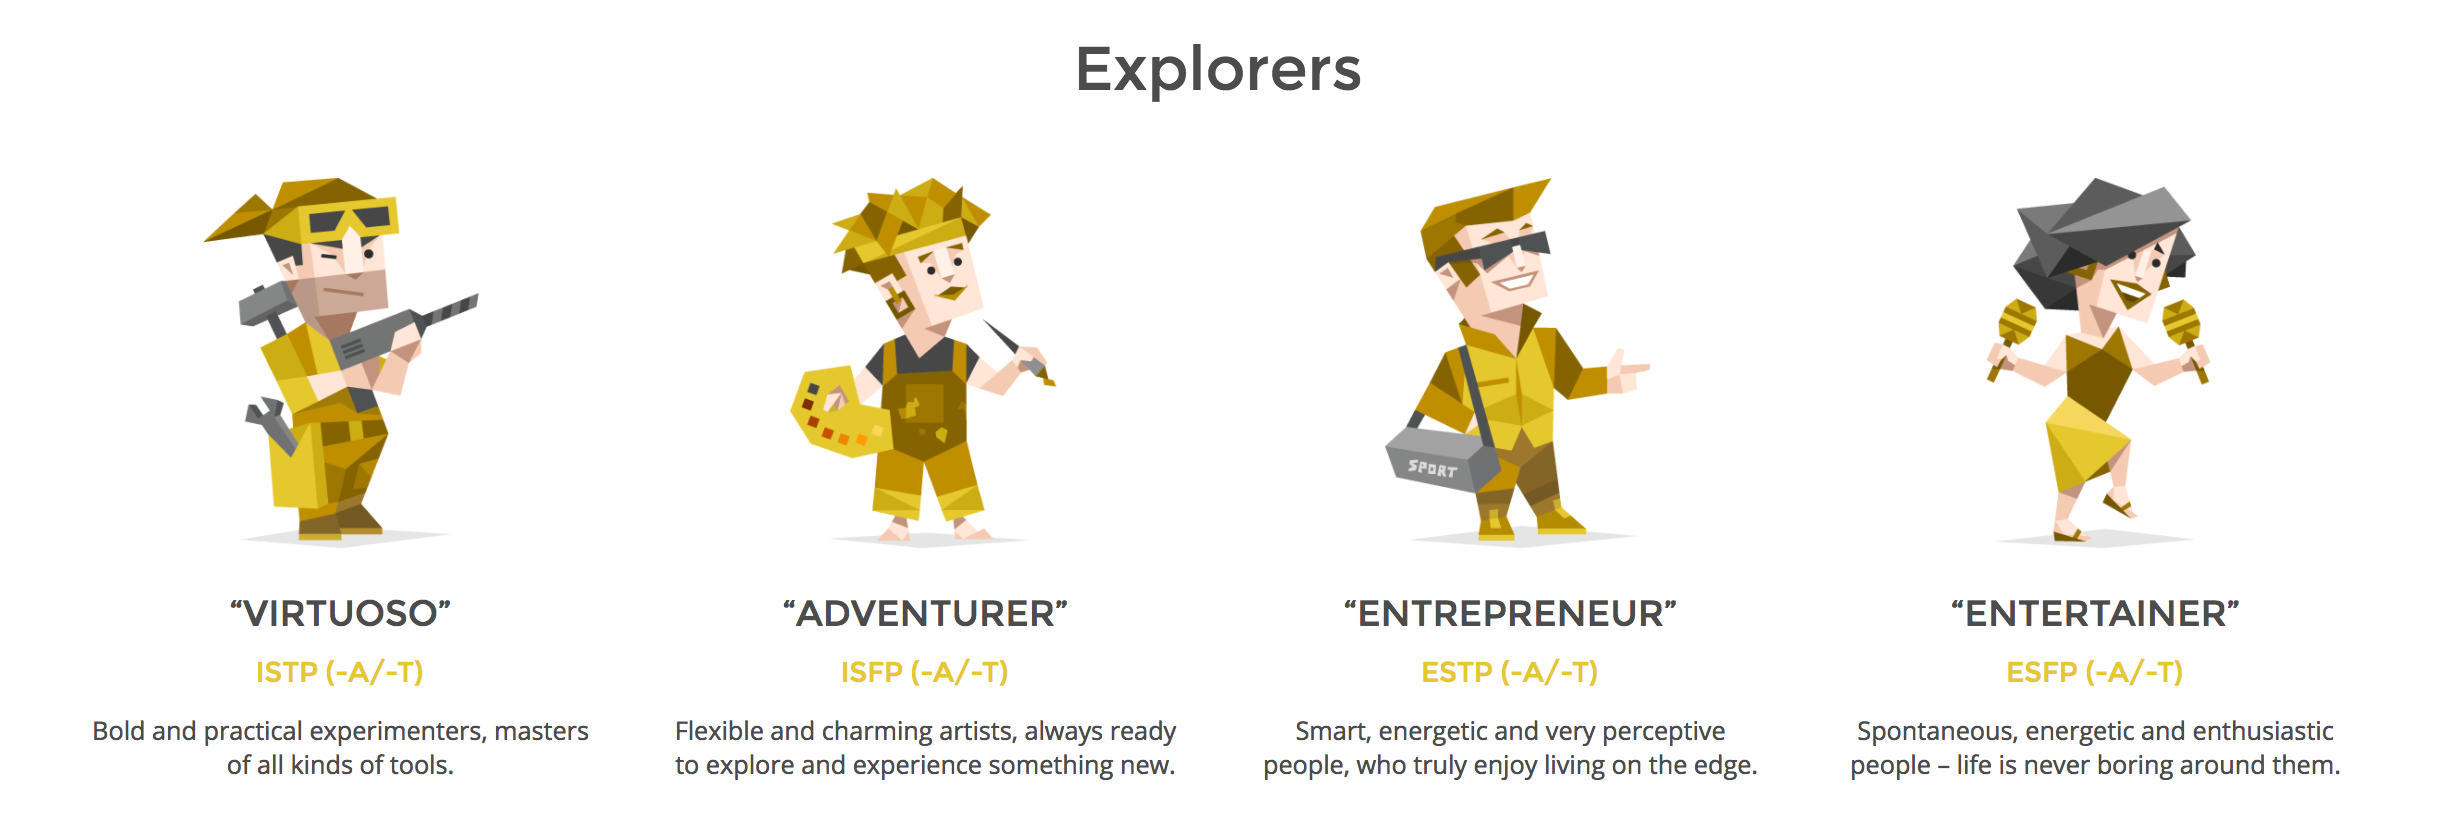 Explorers
SPORT
“VIRTUOSO”
ISTP (-A/-T)
Bold and practical experimenters, masters
of all kinds of tools.
“ADVENTURER”
ISFP (-A/-T)
Flexible and charming artists, always ready
to explore and experience something new.
“ENTREPRENEUR”
ESTP (-A/-T)
Smart, energetic and very perceptive
people, who truly enjoy living on the edge.
“ENTERTAINER”
ESFP (-A/-T)
Spontaneous, energetic and enthusiastic
people – life is never boring around them.